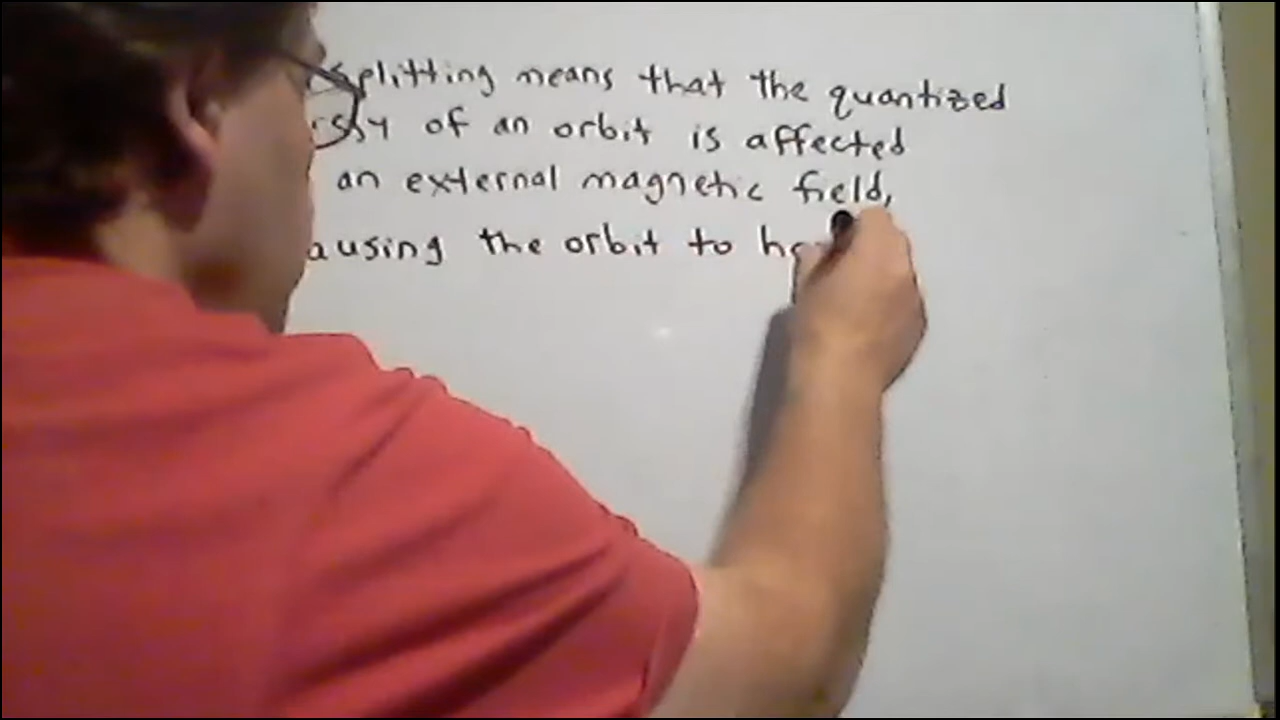 splitting means that the quantized
of an orbit is affected
an external magnetic field,
ausing the orbit to